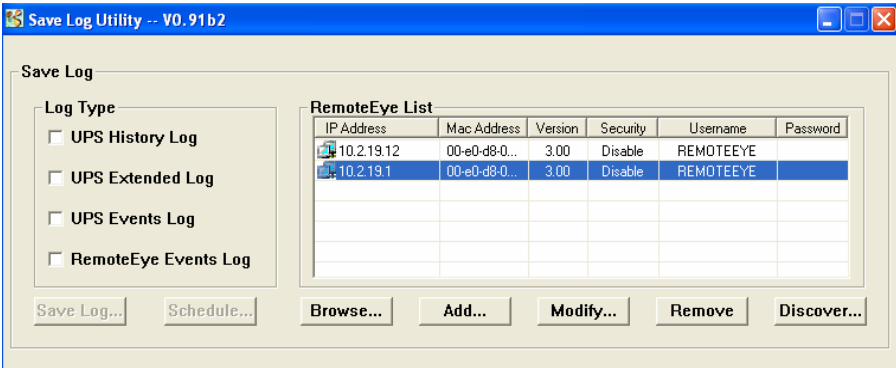 Save Log Utility -- V0.91b2
Save Log
Log Type
UPS History Log
UPS Extended Log
UPS Events Log
RemoteEye Events Log
Save Log...
Schedule...
RemoteEye List
IP Address Mac Address Version Security Username Password
10.2.19.12 00-e0-d8-0... 3.00 Disable REMOTEEYE
10.2.19.1 00-e0-d8-0... 3.00 Disable REMOTEEYE
Browse... Add... Modify... Remove Discover...